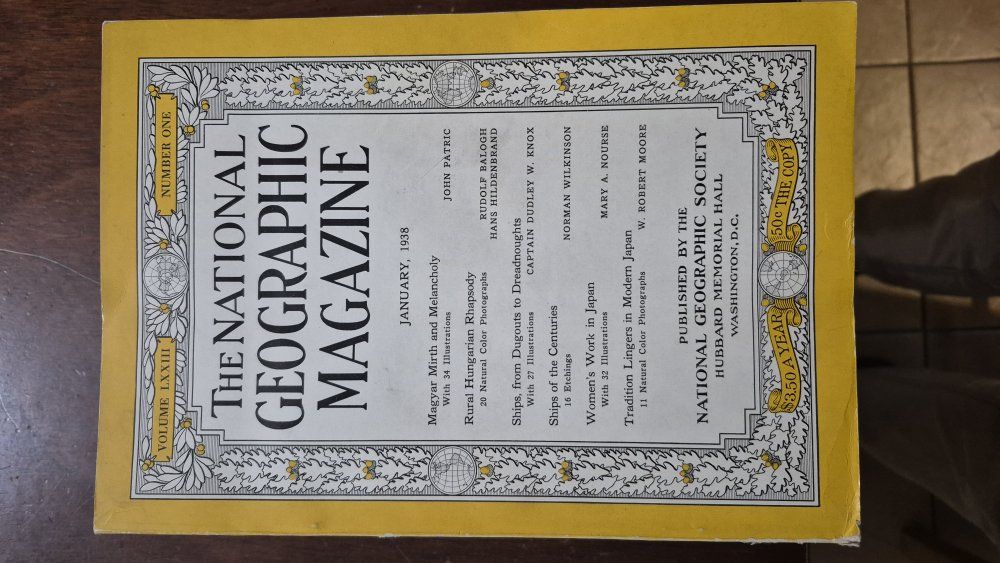 VOLUME LXXIII
NUMBER ONE
THE NATIONAL
GEOGRAPHIC
MAGAZINE
JANUARY, 1938
Magyar Mirth and Melancholy
With 34 Illustrations JOHN PATRIC
Rural Hungarian Rhapsody
20 Natural Color Photographs RUDOLF BALOGH
HANS HILDENBRAND
Ships, from Dugouts to Dreadnoughts
With 27 Illustrations CAPTAIN DUDLEY W. KNOX
Ships of the Centuries
16 Etchings NORMAN WILKINSON
Women's Work in Japan
With 32 Illustrations MARY A. NOURSE
Tradition Lingers in Modern Japan
11 Natural Color Photographs W. ROBERT MOORE
PUBLISHED BY THE
NATIONAL GEOGRAPHIC SOCIETY
HUBBARD MEMORIAL HALL
WASHINGTON, D.C.
$3.50 A YEAR
50¢ THE COPY